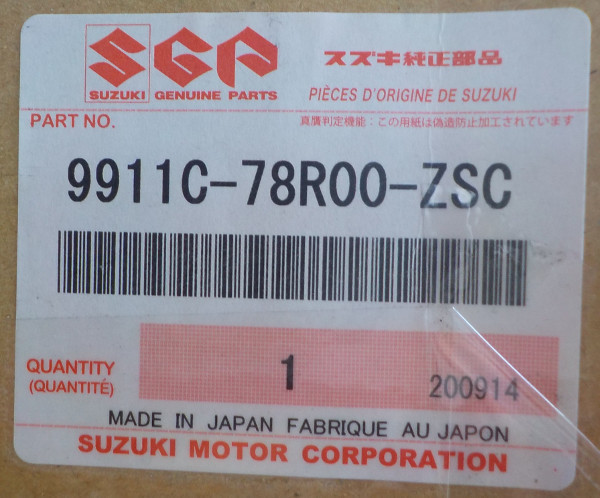 SGP
スズキ純正部品
SUZUKI GENUINE PARTS
PIÈCES D'ORIGINE DE SUZUKI
PART NO.
真贋判定機能：この用紙は偽造防止加工されています
9911C-78R00-ZSC
QUANTITY
(QUANTITÉ)
1
200914
MADE IN JAPAN FABRIQUE AU JAPON
SUZUKI MOTOR CORPORATION